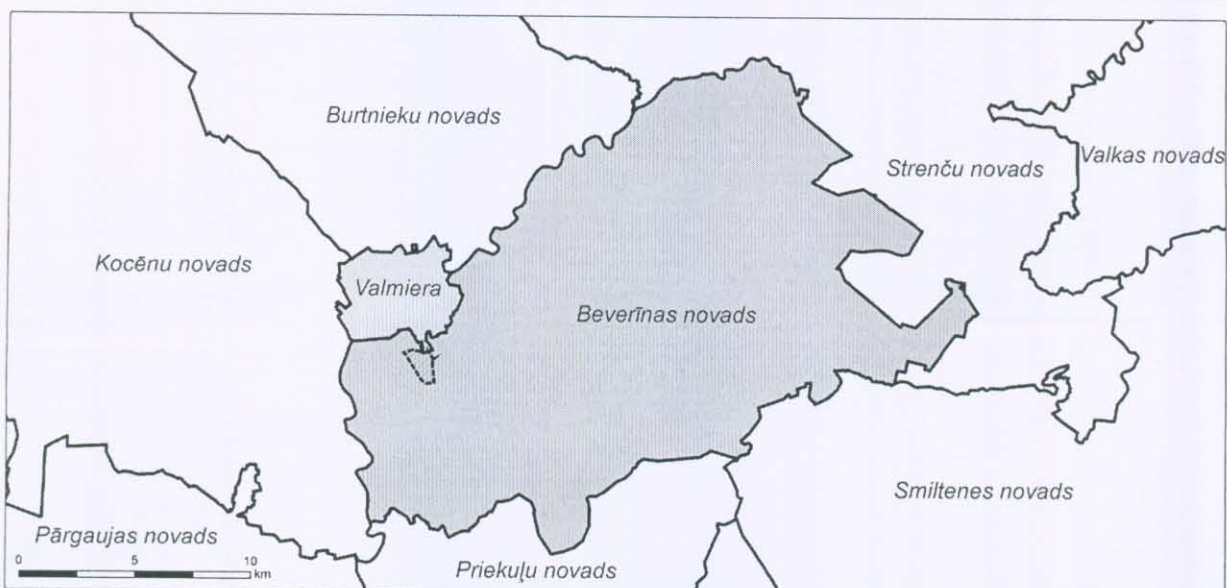 Burtnieku novads
Valkas novads
Strenču novads
Kocēnu novads
Valmiera
Beverīnas novads
Smiltenes novads
Pārgaujas novads
0 5 10
km
Priekuļu novads